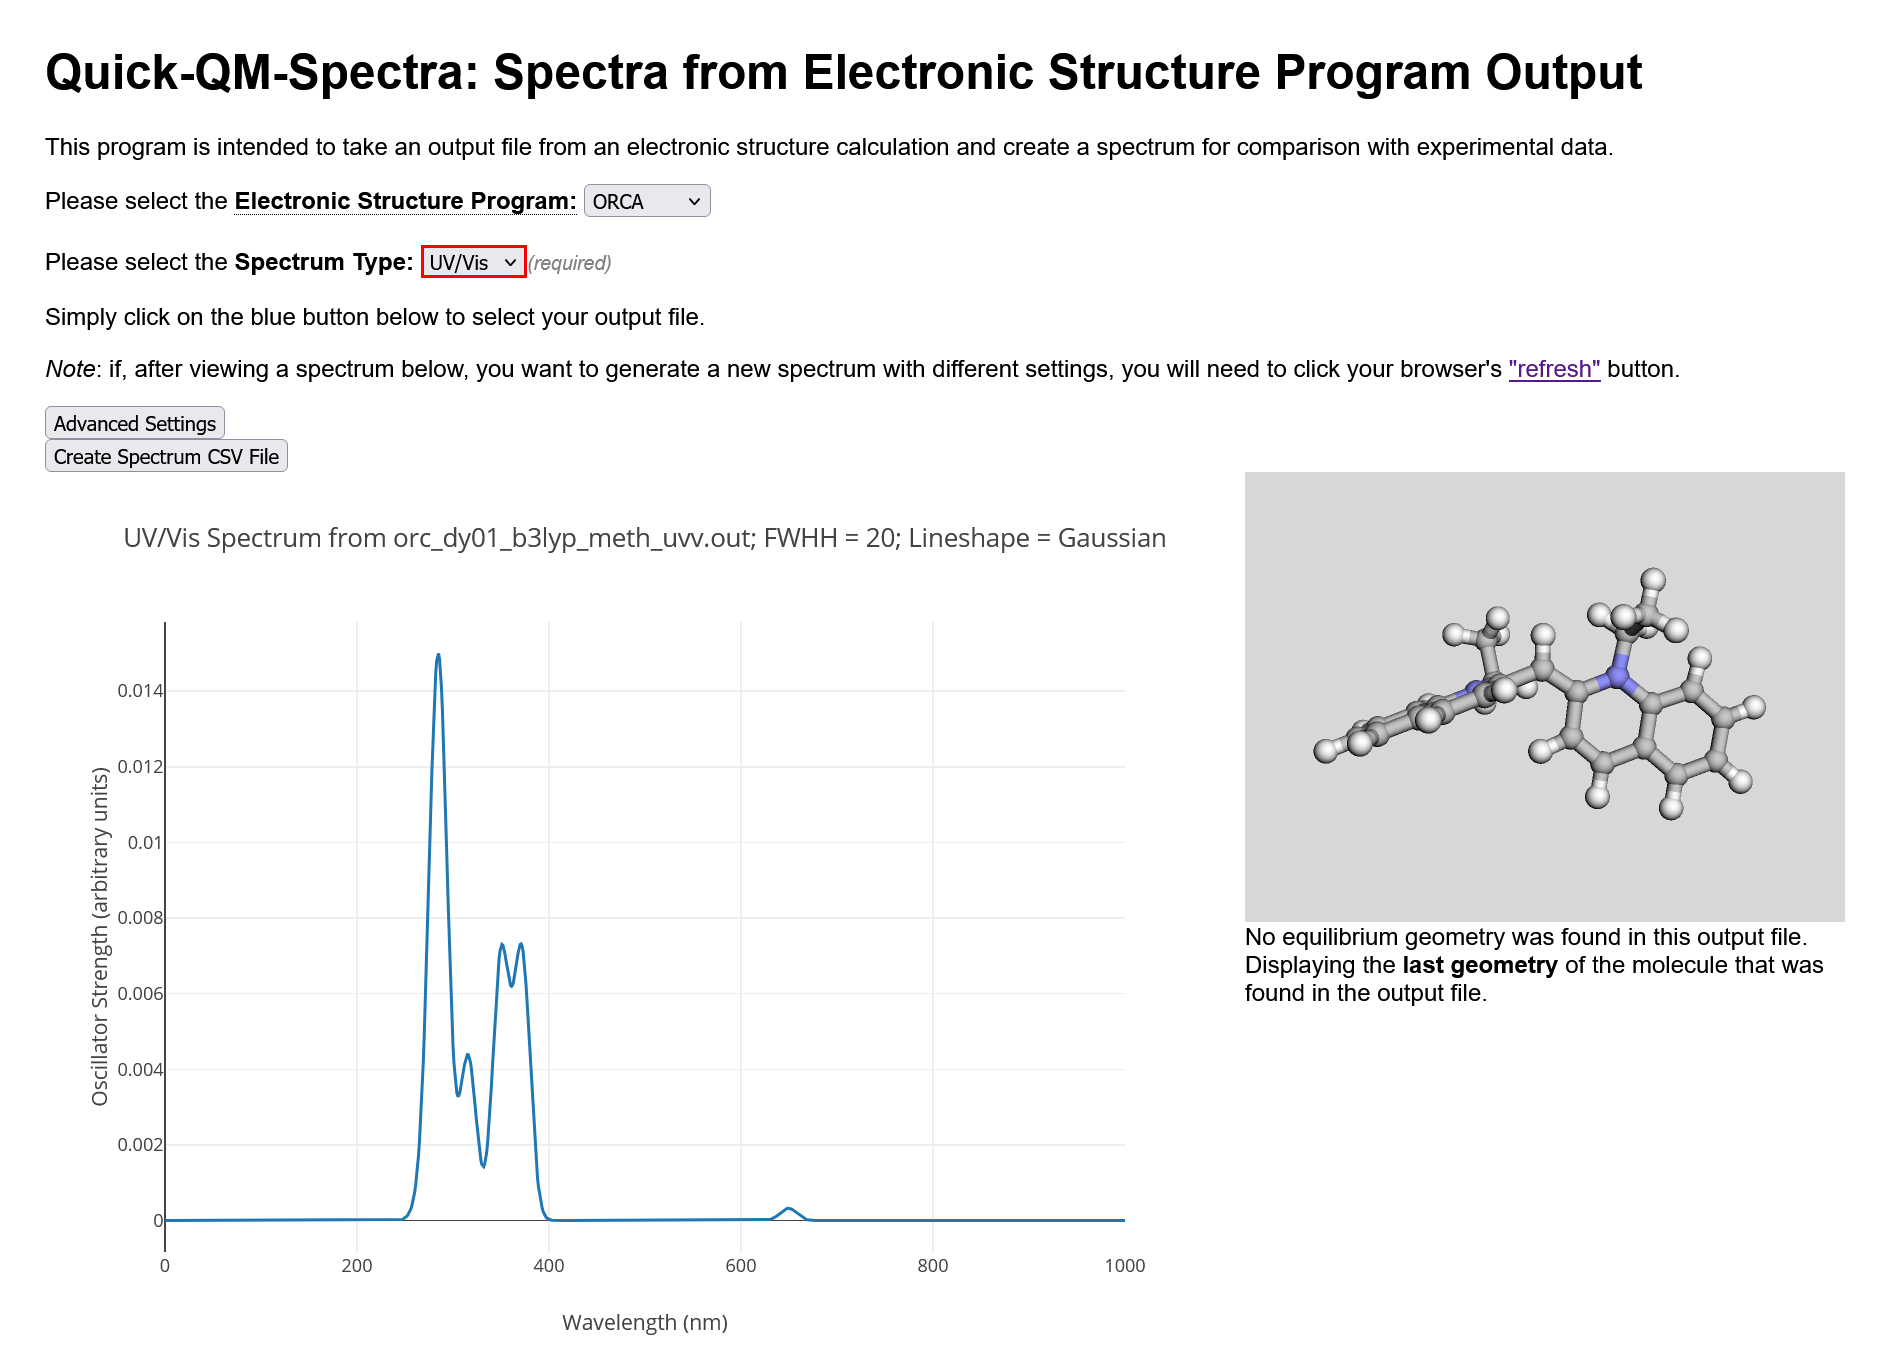 Quick-QM-Spectra: Spectra from Electronic Structure Program Output
This program is intended to take an output file from an electronic structure calculation and create a spectrum for comparison with experimental data.
Please select the Electronic Structure Program: ORCA
Please select the Spectrum Type: UV/Vis (required)
Simply click on the blue button below to select your output file.
Note: if, after viewing a spectrum below, you want to generate a new spectrum with different settings, you will need to click your browser's "refresh" button.
Advanced Settings
Create Spectrum CSV File
UV/Vis Spectrum from orc_dy01_b3lyp_meth_uvv.out; FWHH = 20; Lineshape = Gaussian
Oscillator Strength (arbitrary units)
0.014
0.012
0.01
0.008
0.006
0.004
0.002
0
0 200 400 600 800 1000
Wavelength (nm)
No equilibrium geometry was found in this output file.
Displaying the last geometry of the molecule that was
found in the output file.